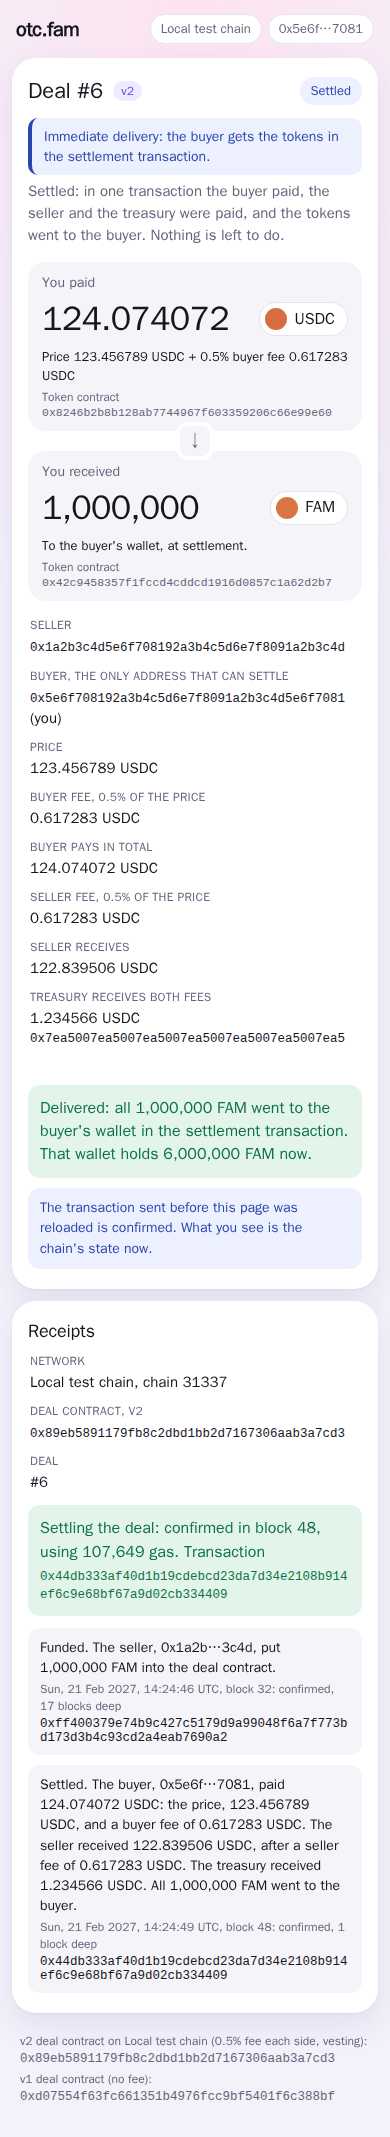 otc.fam
Local test chain
0x5e6f···7081
Deal #6
v2
Settled
Immediate delivery: the buyer gets the tokens in
the settlement transaction.
Settled: in one transaction the buyer paid, the
seller and the treasury were paid, and the tokens
went to the buyer. Nothing is left to do.
You paid
124.074072
USDC
Price 123.456789 USDC + 0.5% buyer fee 0.617283
USDC
Token contract
0x8246b2b8b128ab7744967f603359206c66e99e60
↓
You received
1,000,000
FAM
To the buyer's wallet, at settlement.
Token contract
0x42c9458357f1fccd4cddcd1916d0857c1a62d2b7
SELLER
0x1a2b3c4d5e6f708192a3b4c5d6e7f8091a2b3c4d
BUYER, THE ONLY ADDRESS THAT CAN SETTLE
0x5e6f708192a3b4c5d6e7f8091a2b3c4d5e6f7081
(you)
PRICE
123.456789 USDC
BUYER FEE, 0.5% OF THE PRICE
0.617283 USDC
BUYER PAYS IN TOTAL
124.074072 USDC
SELLER FEE, 0.5% OF THE PRICE
0.617283 USDC
SELLER RECEIVES
122.839506 USDC
TREASURY RECEIVES BOTH FEES
1.234566 USDC
0x7ea5007ea5007ea5007ea5007ea5007ea5007ea5
Delivered: all 1,000,000 FAM went to the
buyer's wallet in the settlement transaction.
That wallet holds 6,000,000 FAM now.
The transaction sent before this page was
reloaded is confirmed. What you see is the
chain's state now.
Receipts
NETWORK
Local test chain, chain 31337
DEAL CONTRACT, V2
0x89eb5891179fb8c2dbd1bb2d7167306aab3a7cd3
DEAL
#6
Settling the deal: confirmed in block 48,
using 107,649 gas. Transaction
0x44db333af40d1b19cdebcd23da7d34e2108b914
ef6c9e68bf67a9d02cb334409
Funded. The seller, 0x1a2b···3c4d, put
1,000,000 FAM into the deal contract.
Sun, 21 Feb 2027, 14:24:46 UTC, block 32: confirmed,
17 blocks deep
0xff400379e74b9c427c5179d9a99048f6a7f773b
d173d3b4c93cd2a4eab7690a2
Settled. The buyer, 0x5e6f···7081, paid
124.074072 USDC: the price, 123.456789
USDC, and a buyer fee of 0.617283 USDC. The
seller received 122.839506 USDC, after a seller
fee of 0.617283 USDC. The treasury received
1.234566 USDC. All 1,000,000 FAM went to the
buyer.
Sun, 21 Feb 2027, 14:24:49 UTC, block 48: confirmed, 1
block deep
0x44db333af40d1b19cdebcd23da7d34e2108b914
ef6c9e68bf67a9d02cb334409
v2 deal contract on Local test chain (0.5% fee each side, vesting):
0x89eb5891179fb8c2dbd1bb2d7167306aab3a7cd3
v1 deal contract (no fee):
0xd07554f63fc661351b4976fcc9bf5401f6c388bf